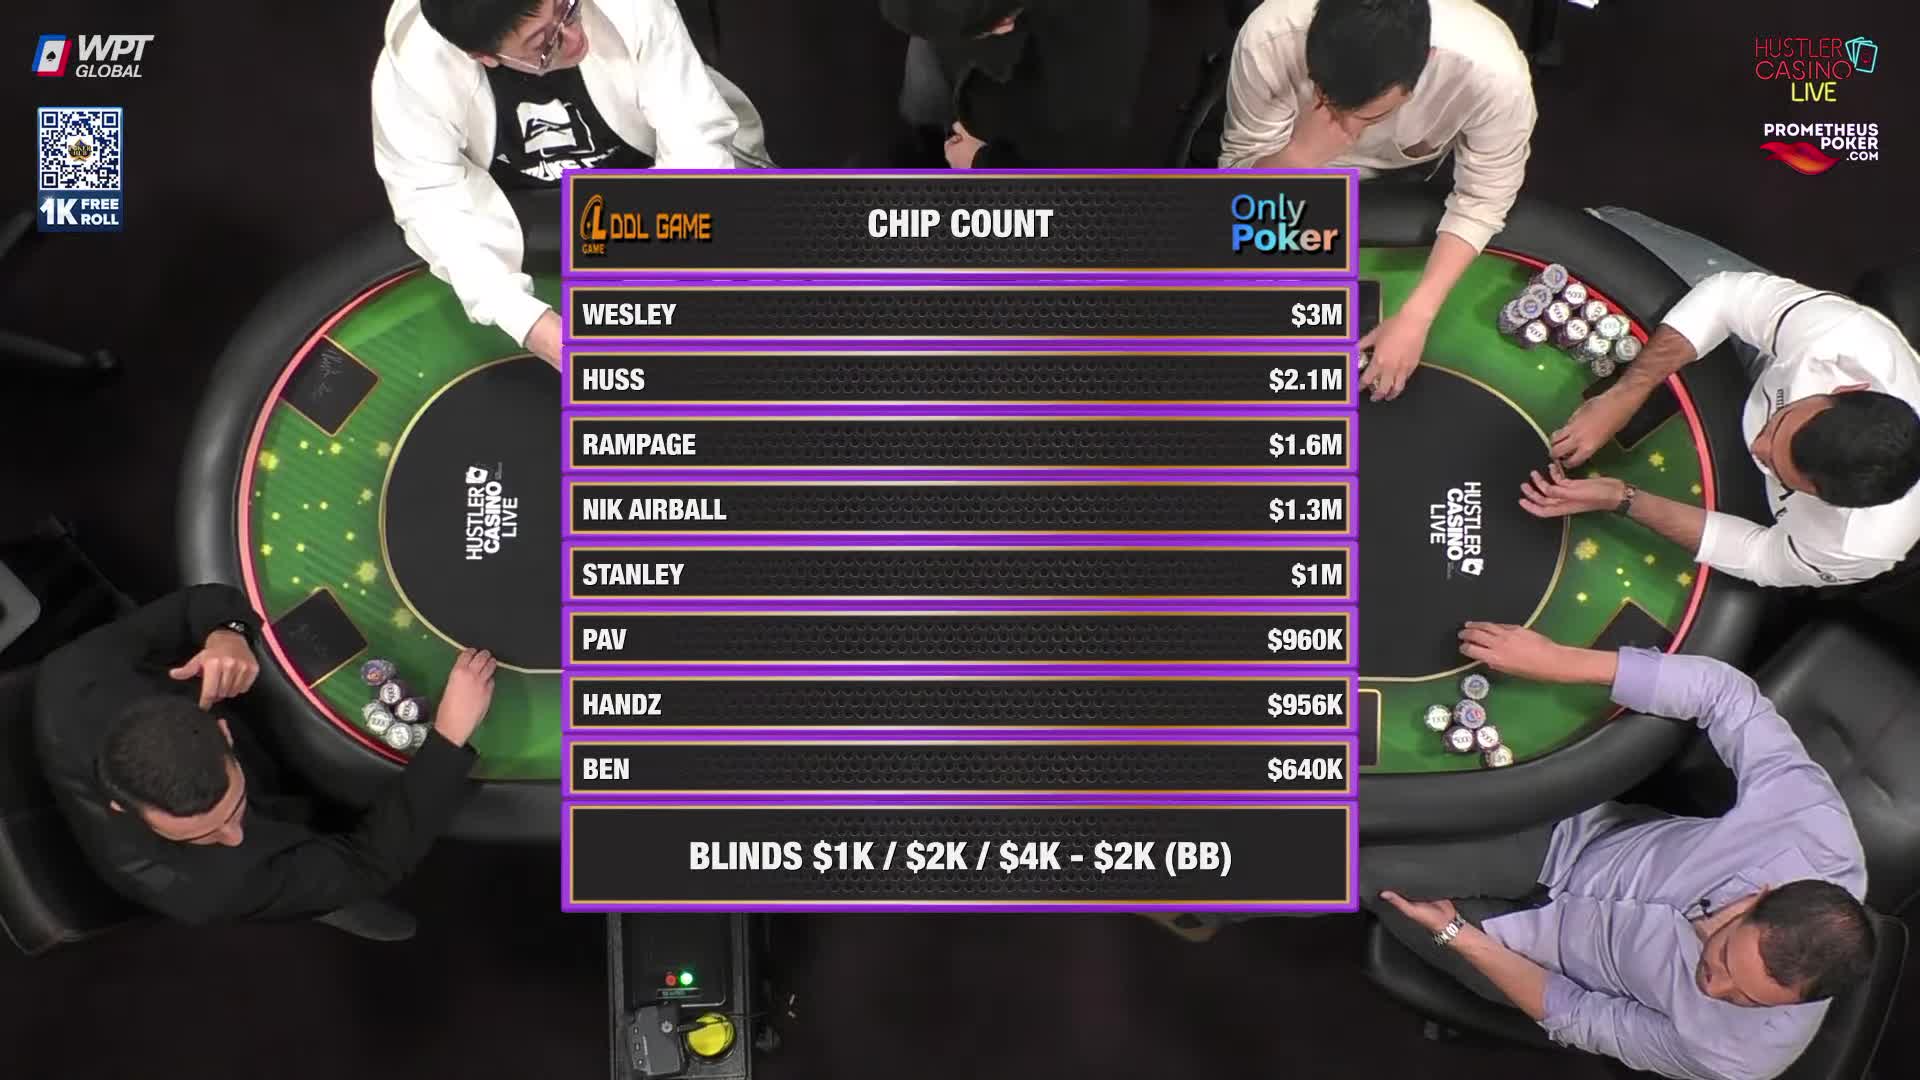 WPT
GLOBAL
1K FREE
ROLL
HUSTLER
CASINO
LIVE
PROMETHEUS
POKER
.COM
DDL GAME
GAME
CHIP COUNT
Only
Poker
WESLEY $3M
HUSS $2.1M
RAMPAGE $1.6M
NIK AIRBALL $1.3M
STANLEY $1M
PAV $960K
HANDZ $956K
BEN $640K
BLINDS $1K / $2K / $4K - $2K (BB)
HUSTLER
CASINO
LIVE
HUSTLER
CASINO
LIVE